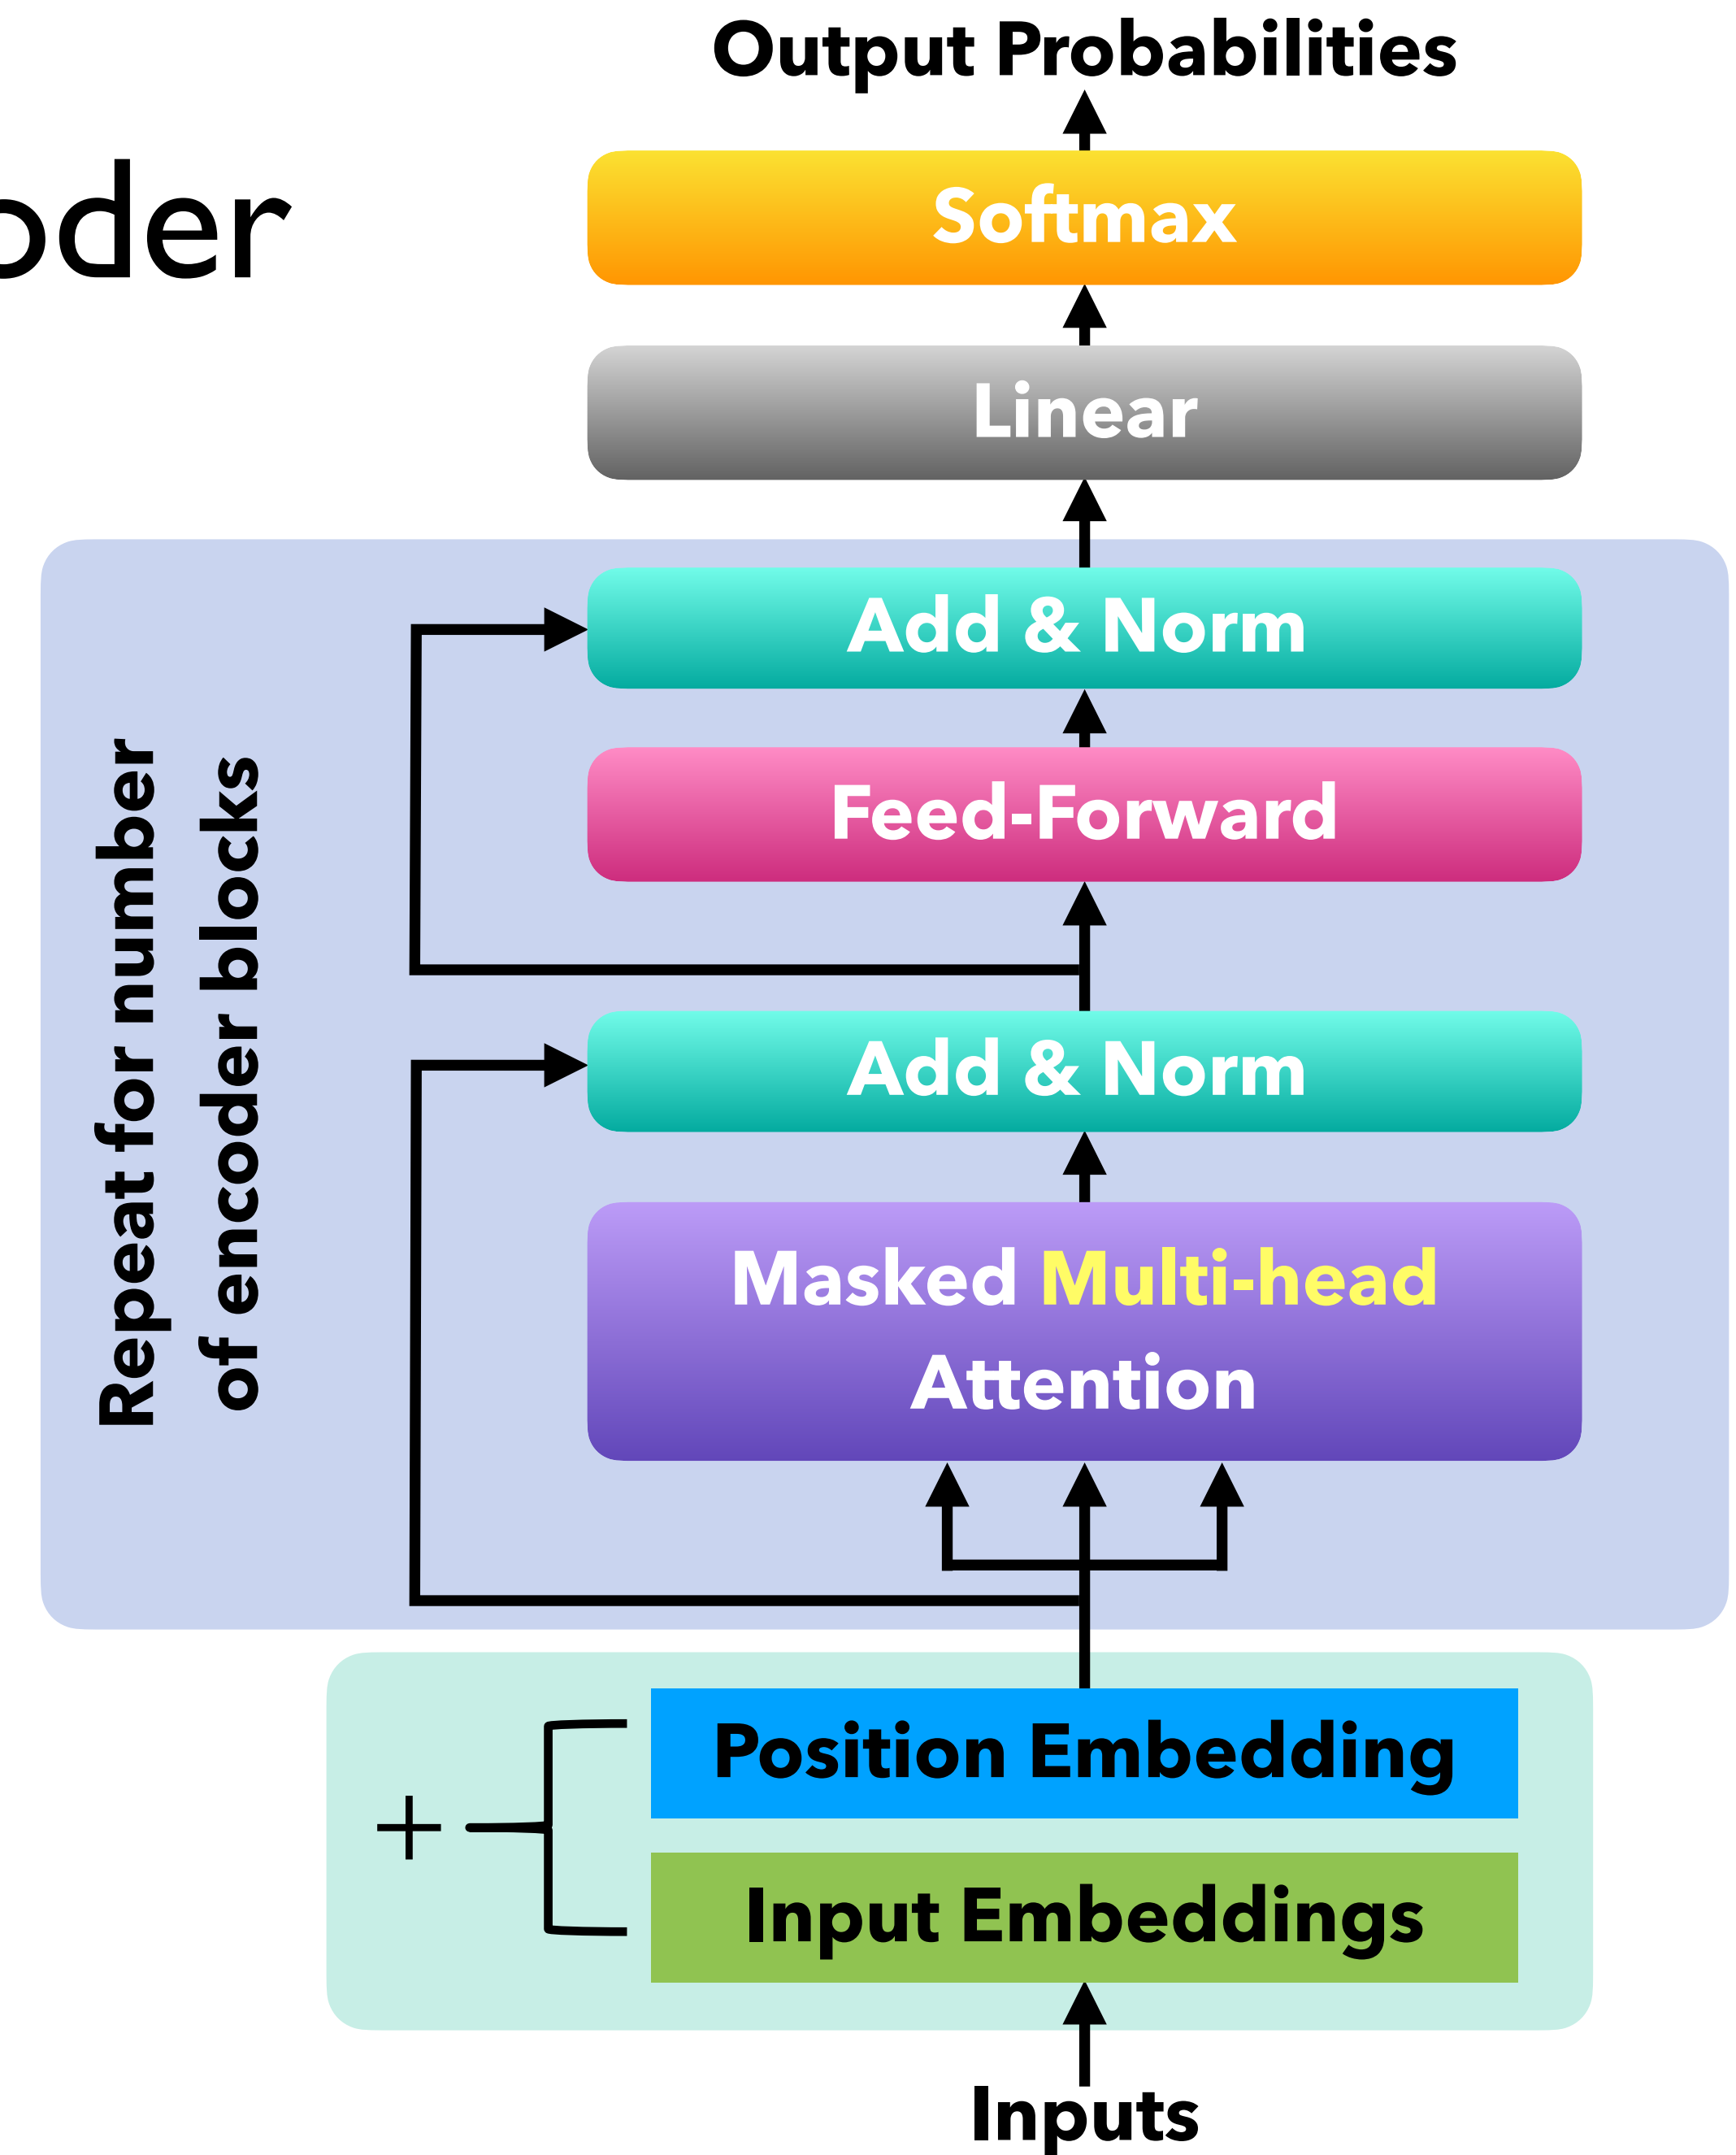 Output Probabilities
oder
Softmax
Linear
Add & Norm
Feed-Forward
Repeat for number
of encoder blocks
Add & Norm
Masked Multi-head
Attention
Position Embedding
+
Input Embeddings
Inputs